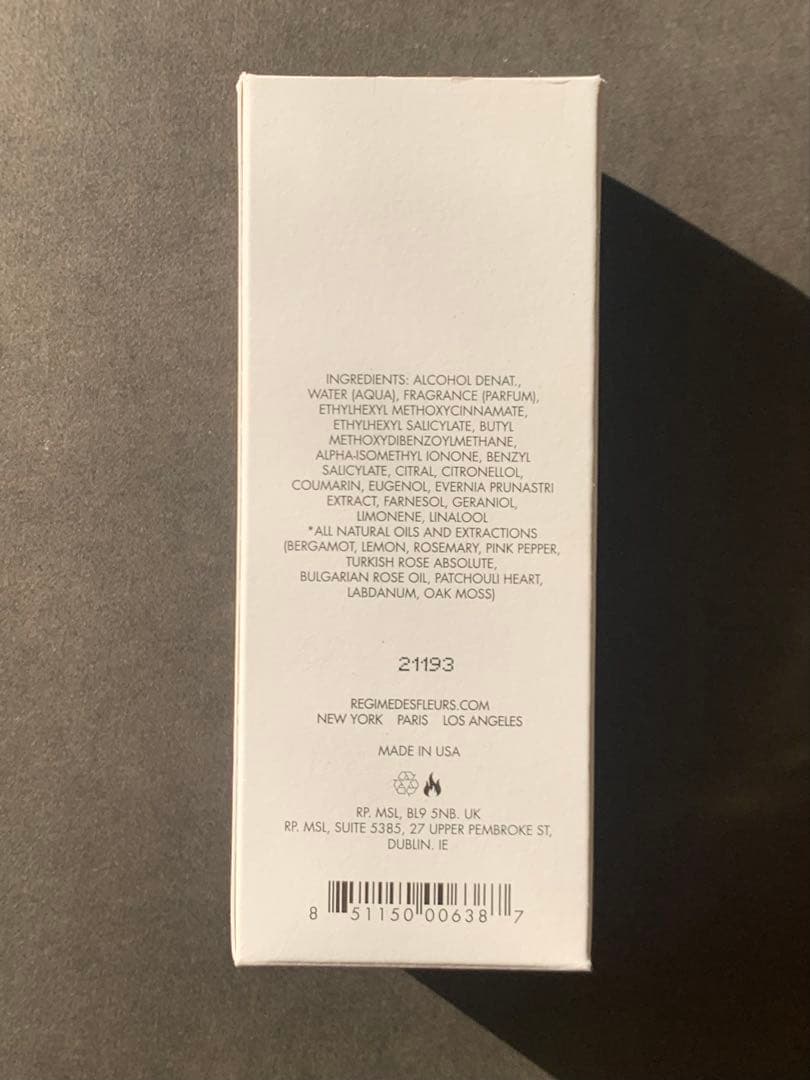 INGREDIENTS: ALCOHOL DENAT.,
WATER (AQUA), FRAGRANCE (PARFUM),
ETHYLHEXYL METHOXYCINNAMATE,
ETHYLHEXYL SALICYLATE, BUTYL
METHOXYDIBENZOYLMETHANE,
ALPHA-ISOMETHYL IONONE, BENZYL
SALICYLATE, CITRAL, CITRONELLOL,
COUMARIN, EUGENOL, EVERNIA PRUNASTRI
EXTRACT, FARNESOL, GERANIOL,
LIMONENE, LINALOOL
*ALL NATURAL OILS AND EXTRACTIONS
(BERGAMOT, LEMON, ROSEMARY, PINK PEPPER,
TURKISH ROSE ABSOLUTE,
BULGARIAN ROSE OIL, PATCHOULI HEART,
LABDANUM, OAK MOSS)
21193
REGIMEDESFLEURS.COM
NEW YORK PARIS LOS ANGELES
MADE IN USA
RP. MSL, BL9 5NB. UK
RP. MSL, SUITE 5385, 27 UPPER PEMBROKE ST,
DUBLIN. IE
8 51150 00638 7